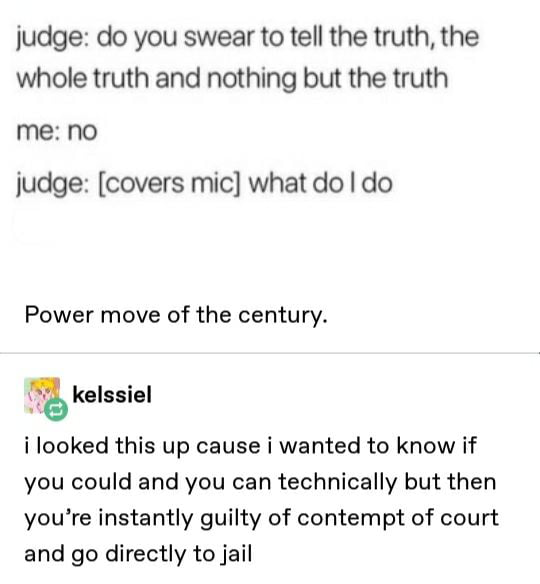 judge: do you swear to tell the truth, the
whole truth and nothing but the truth
me: no
judge: [covers mic] what do I do
Power move of the century.
kelssiel
i looked this up cause i wanted to know if
you could and you can technically but then
you’re instantly guilty of contempt of court
and go directly to jail